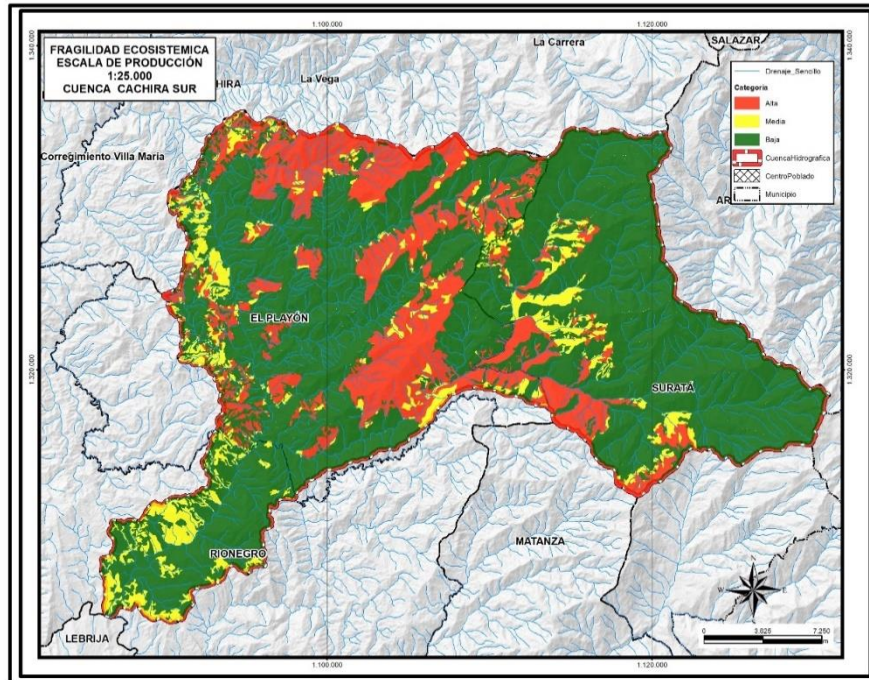 FRAGILIDAD ECOSISTEMICA
ESCALA DE PRODUCCIÓN
1:25.000
CUENCA CACHIRA SUR
1.100.000
1.120.000
1.340.000
1.340.000
La Carrera
SALAZAR
HIRA
La Vega
Corregimiento Villa Maria
Drenaje_Sencillo
Categoria
Alta
Media
Baja
CuencaHidrografica
CentroPoblado
Municipio
AR
EL PLAYÓN
1.320.000
1.320.000
SURATÁ
MATANZA
RIONEGRO
LEBRIJA
N
W
E
S
0
3.625
7.250
m
1.100.000
1.120.000